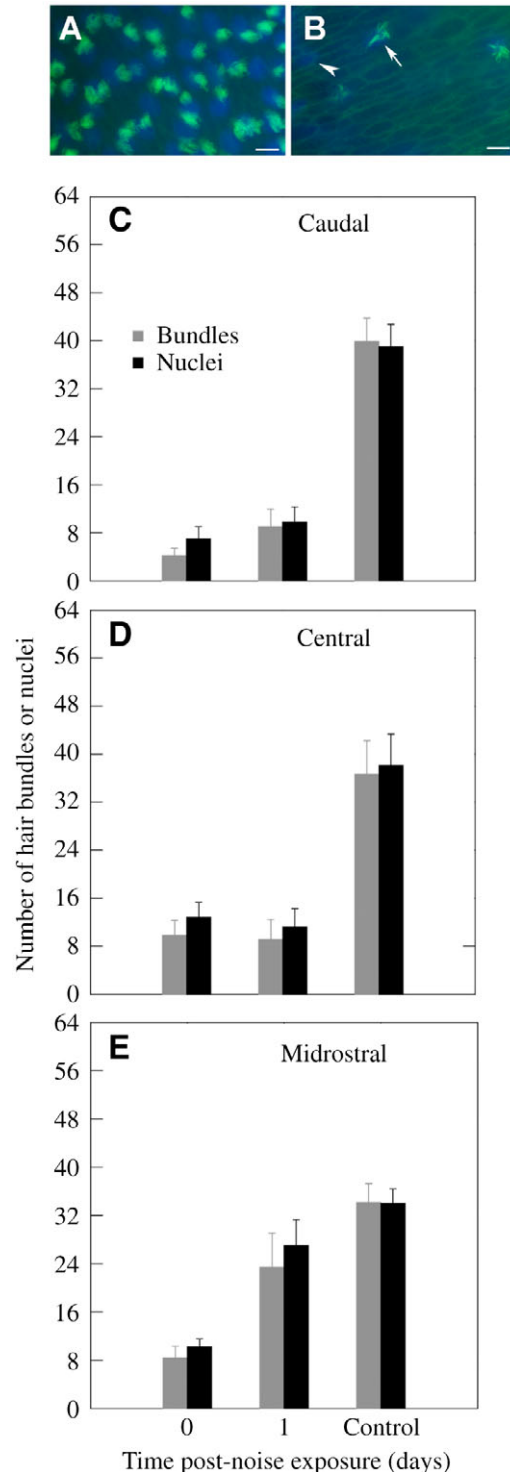 A
B
64
56
48
40
32
24
16
8
0
C
Caudal
Bundles
Nuclei
Number of hair bundles or nuclei
64
56
48
40
32
24
16
8
0
D
Central
64
56
48
40
32
24
16
8
0
E
Midrostral
0 1 Control
Time post-noise exposure (days)